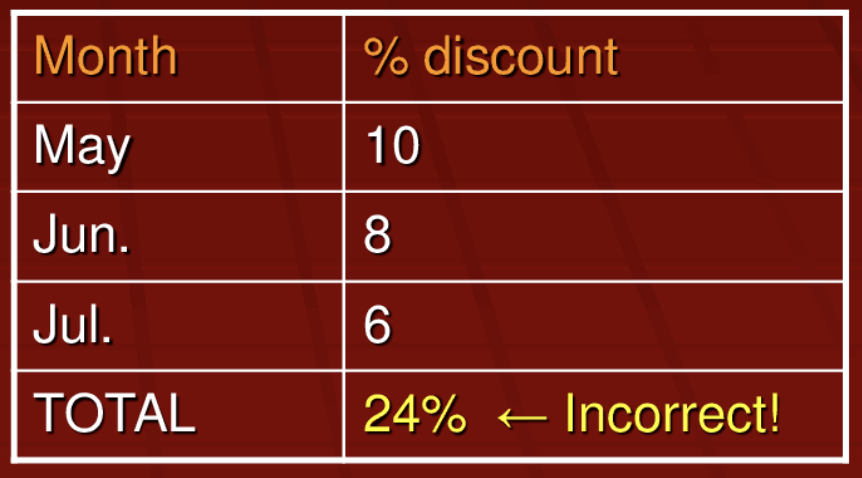 Month % discount
May 10
Jun. 8
Jul. 6
TOTAL 24% ← Incorrect!